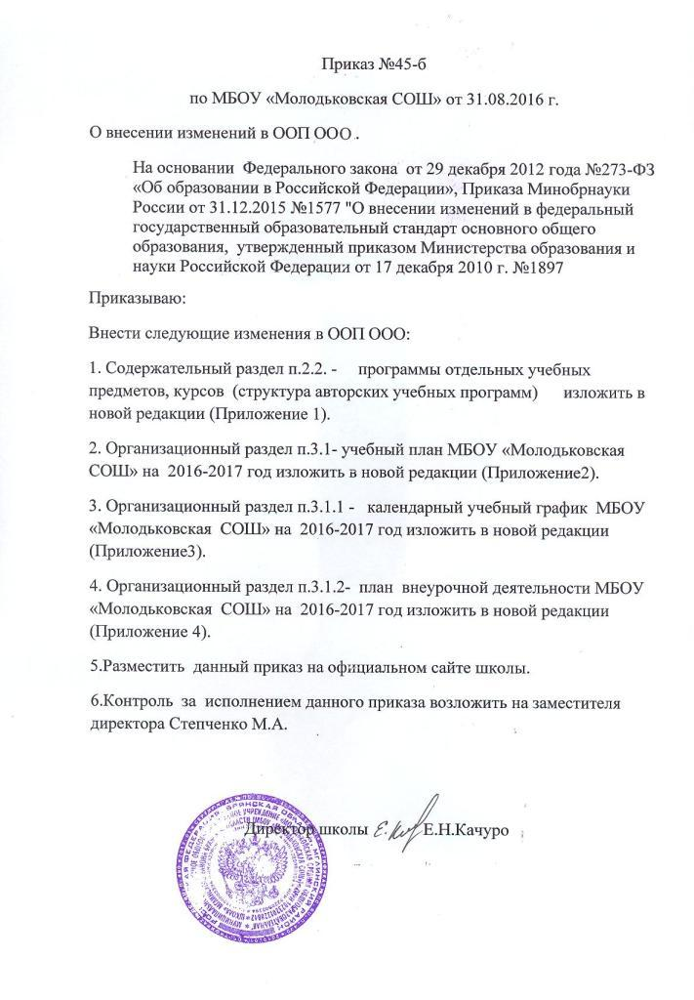 Приказ №45-б
по МБОУ «Молодьковская СОШ» от 31.08.2016 г.
О внесении изменений в ООП ООО .
На основании Федерального закона от 29 декабря 2012 года №273-ФЗ
«Об образовании в Российской Федерации», Приказа Минобрнауки
России от 31.12.2015 №1577 "О внесении изменений в федеральный
государственный образовательный стандарт основного общего
образования, утвержденный приказом Министерства образования и
науки Российской Федерации от 17 декабря 2010 г. №1897
Приказываю:
Внести следующие изменения в ООП ООО:
1. Содержательный раздел п.2.2. - программы отдельных учебных
предметов, курсов (структура авторских учебных программ) изложить в
новой редакции (Приложение 1).
2. Организационный раздел п.3.1- учебный план МБОУ «Молодьковская
СОШ» на 2016-2017 год изложить в новой редакции (Приложение2).
3. Организационный раздел п.3.1.1 - календарный учебный график МБОУ
«Молодьковская СОШ» на 2016-2017 год изложить в новой редакции
(Приложение3).
4. Организационный раздел п.3.1.2- план внеурочной деятельности МБОУ
«Молодьковская СОШ» на 2016-2017 год изложить в новой редакции
(Приложение 4).
5.Разместить данный приказ на официальном сайте школы.
6.Контроль за исполнением данного приказа возложить на заместителя
директора Степченко М.А.
Директор школы Е.Н.Качуро